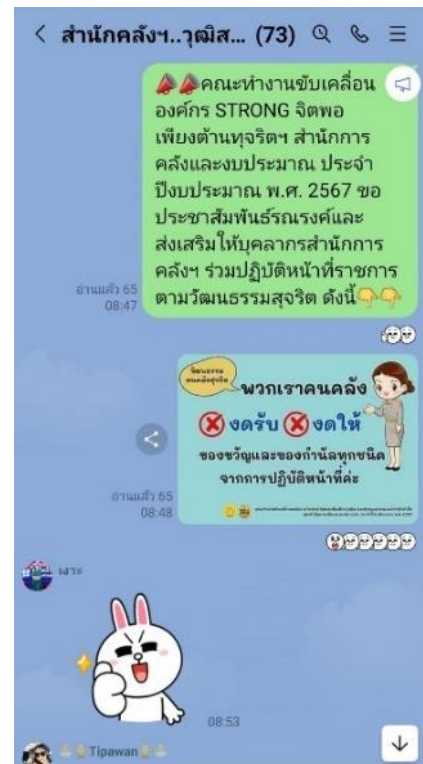 สำนักคลังฯ..วุฒิส... (73)
📣📣คณะทำงานขับเคลื่อน
องค์กร STRONG จิตพอ
เพียงต้านทุจริตฯ สำนักการ
คลังและงบประมาณ ประจำ
ปีงบประมาณ พ.ศ. 2567 ขอ
ประชาสัมพันธ์รณรงค์และ
ส่งเสริมให้บุคลากรสำนักการ
คลังฯ ร่วมปฏิบัติหน้าที่ราชการ
ตามวัฒนธรรมสุจริต ดังนี้👇👇
อ่านแล้ว 65
08:47
พวกเราคนคลัง
งดรับ งดให้
ของขวัญและของกำนัลทุกชนิด
จากการปฏิบัติหน้าที่ค่ะ
อ่านแล้ว 65
08:48
08:53
Tipawan